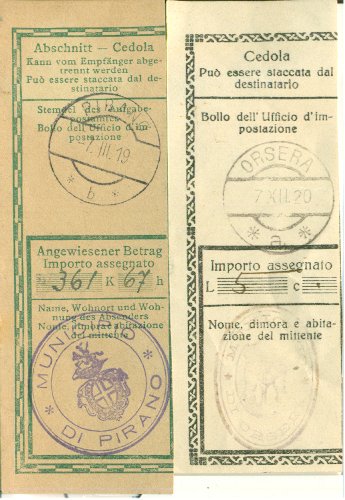 Abschnitt — Cedola
Kann vom Empfänger abge-
trennt werden
Può essere staccata dal de-
stinatario
Stempel des Aufgabe-
postamtes
Bollo dell'Ufficio d'im-
postazione
7. III. 19
* b *
Angewiesener Betrag
Importo assegnato
361 K 67 h
Name, Wohnort und Woh-
nung des Absenders
Nome, dimora e abitazione
del mittente
MUNICIPIO
DI PIRANO
Cedola
Può essere staccata dal
destinatario
Bollo dell'Ufficio d'im-
postazione
ORSERA
7 XII. 20
* a *
Importo assegnato
L 5 c.
Nome, dimora e abita-
zione del mittente